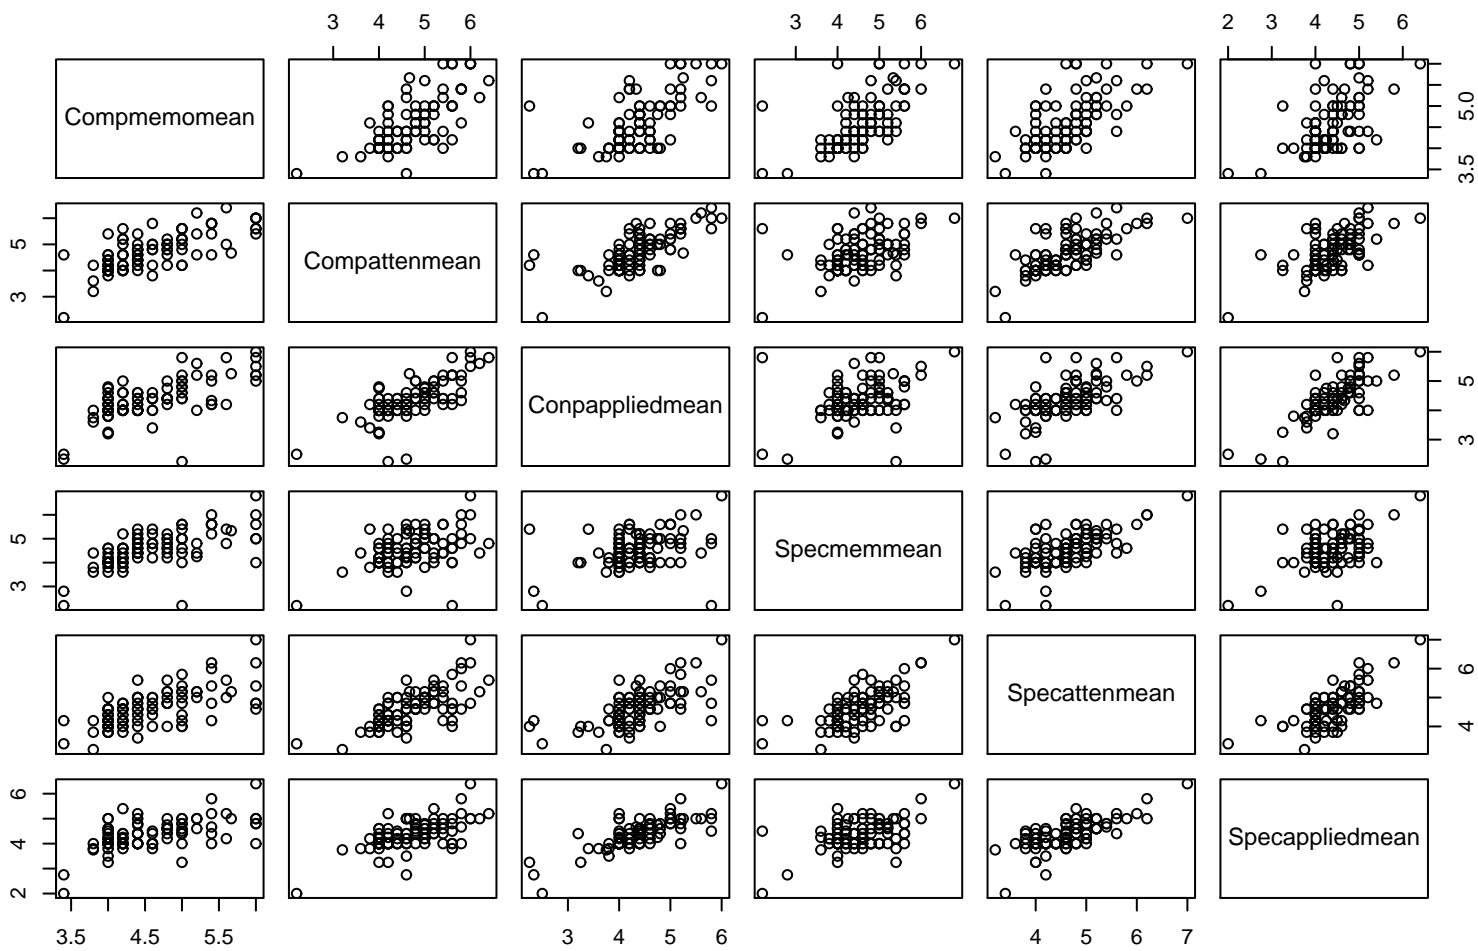 3 4 5 6
3 4 5 6
2 3 4 5 6
Compmemomean
3.5 5.0
3 5
Compattenmean
Conpappliedmean
3 5
3 5
Specmemmean
Specattenmean
4 6
2 4 6
Specappliedmean
3.5 4.5 5.5
3 4 5 6
4 5 6 7